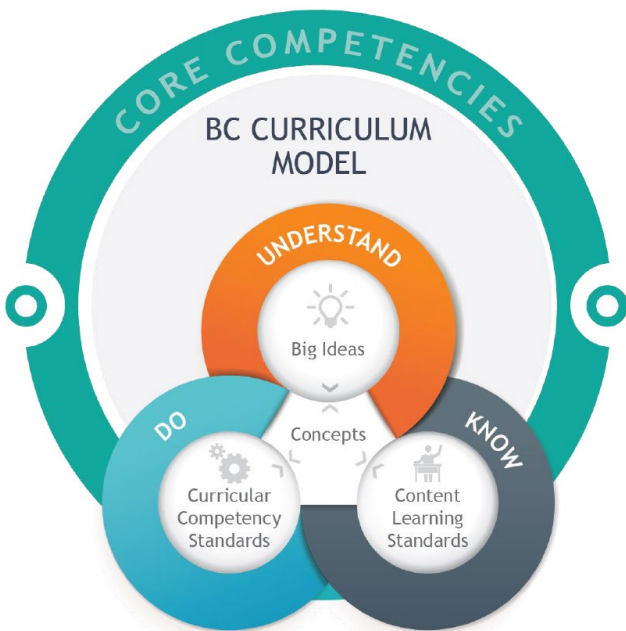 CORE COMPETENCIES
BC CURRICULUM
MODEL
UNDERSTAND
Big Ideas
Concepts
DO
Curricular
Competency
Standards
KNOW
Content
Learning
Standards